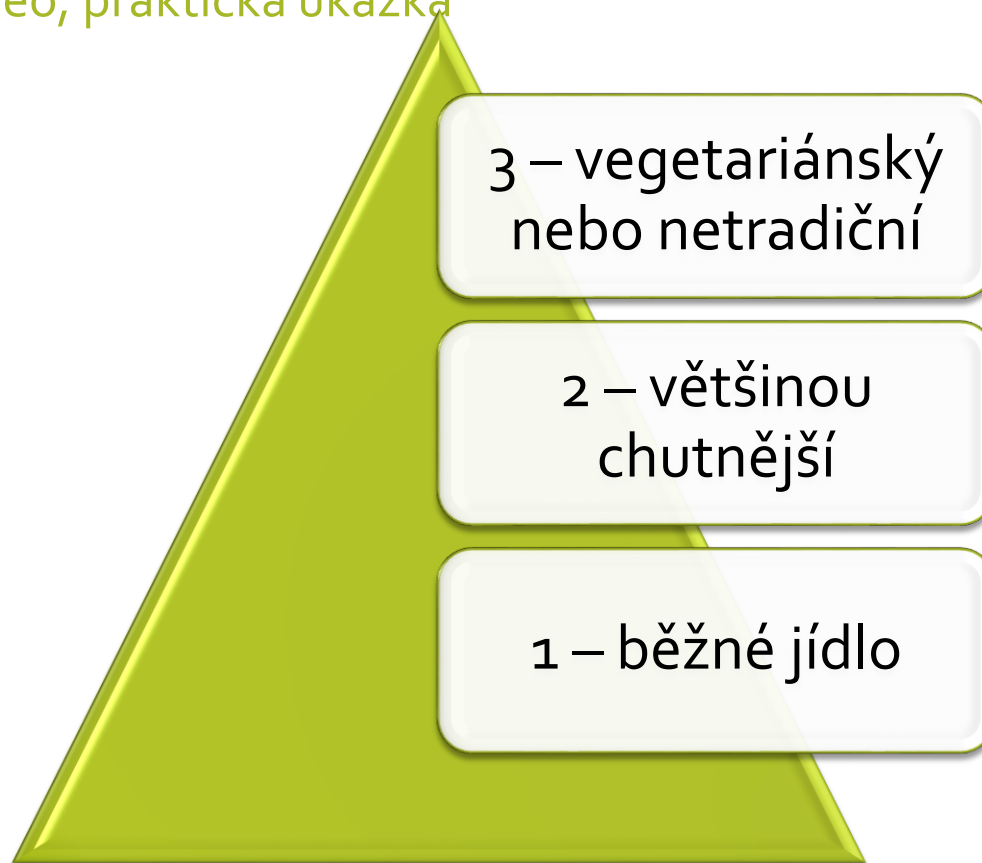 praktická ukázka
3 – vegetariánský
nebo netradiční
2 – většinou
chutnější
1 – běžné jídlo